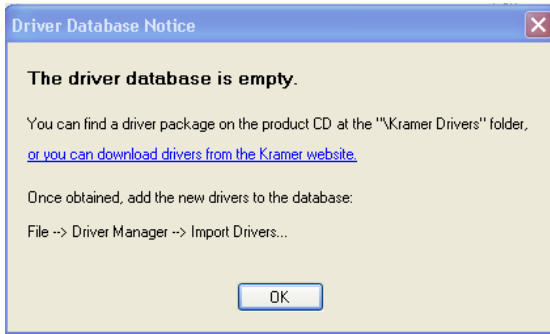 Driver Database Notice
The driver database is empty.
You can find a driver package on the product CD at the "\Kramer Drivers" folder,
or you can download drivers from the Kramer website.
Once obtained, add the new drivers to the database:
File --> Driver Manager --> Import Drivers...
OK